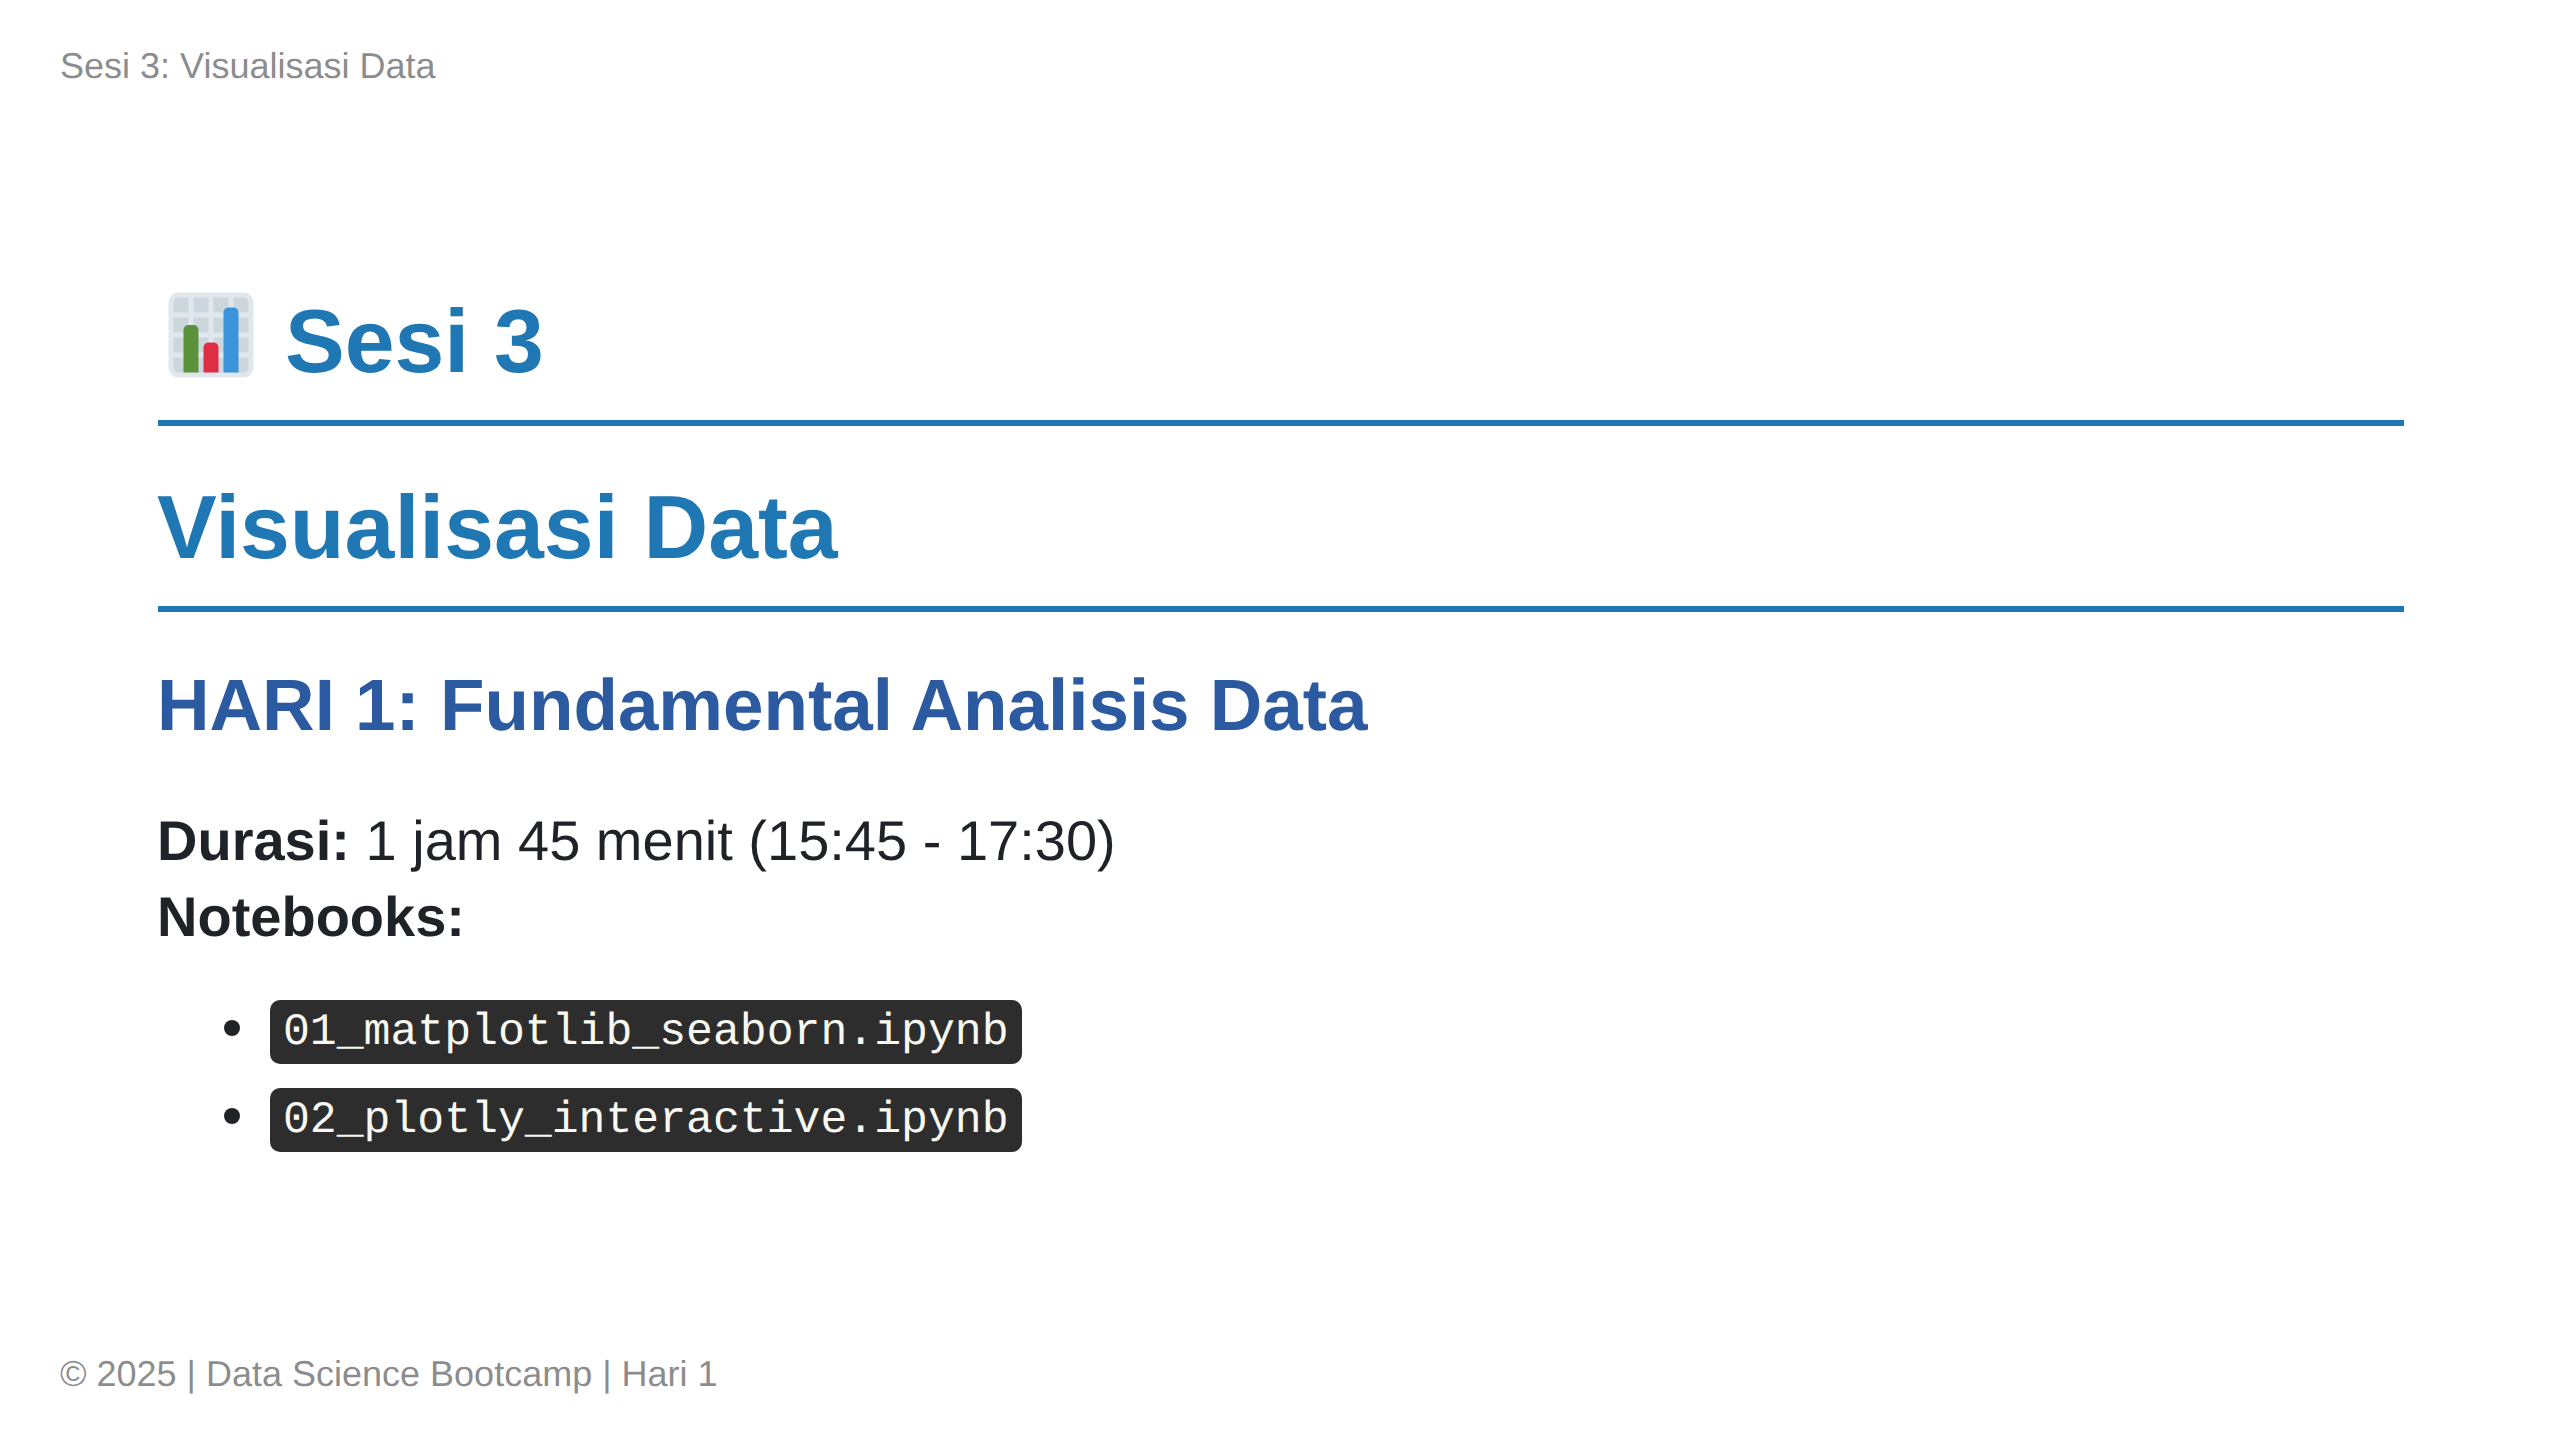 Sesi 3: Visualisasi Data
Sesi 3
Visualisasi Data
HARI 1: Fundamental Analisis Data
Durasi: 1 jam 45 menit (15:45 - 17:30)
Notebooks:
• 01_matplotlib_seaborn.ipynb
• 02_plotly_interactive.ipynb
© 2025 | Data Science Bootcamp | Hari 1